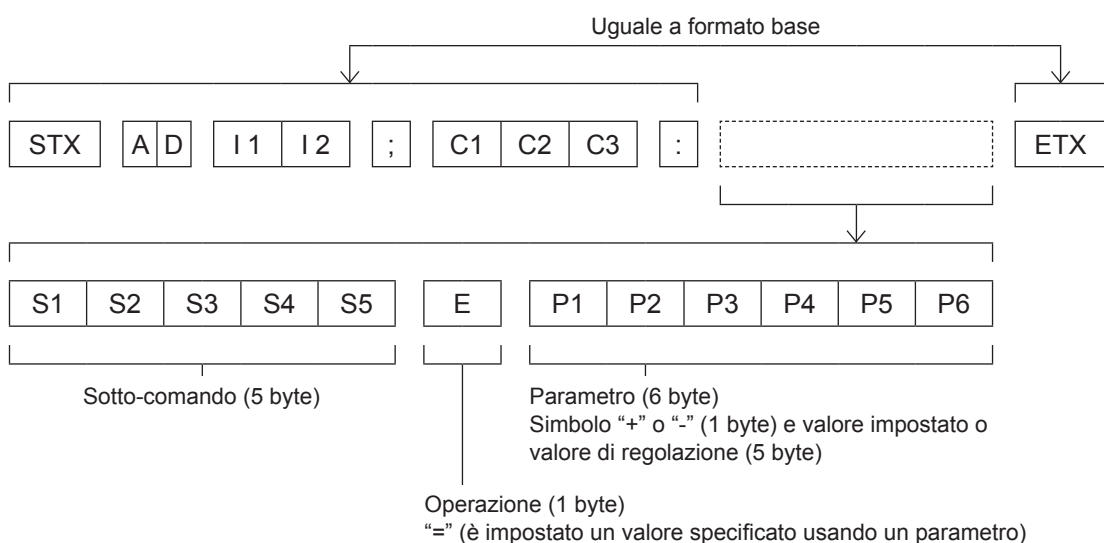 Uguale a formato base
STX A D I 1 I 2 ; C1 C2 C3 : ETX
S1 S2 S3 S4 S5 E P1 P2 P3 P4 P5 P6
Sotto-comando (5 byte)
Parametro (6 byte)
Simbolo “+” o “-” (1 byte) e valore impostato o
valore di regolazione (5 byte)
Operazione (1 byte)
“=” (è impostato un valore specificato usando un parametro)